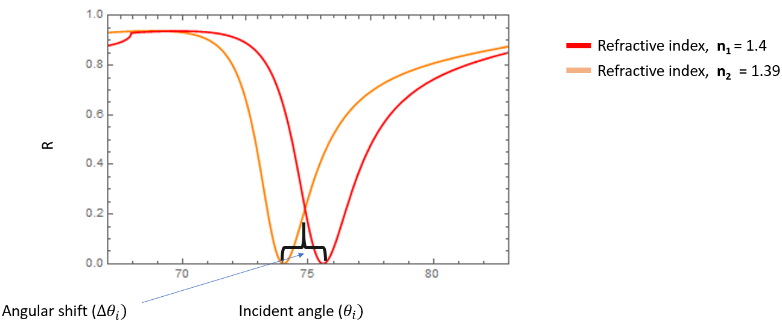 1.0
0.8
0.6
0.4
0.2
0.0
R
70
75
80
Refractive index, n₁ = 1.4
Refractive index, n₂ = 1.39
Angular shift (Δθᵢ)
Incident angle (θᵢ)